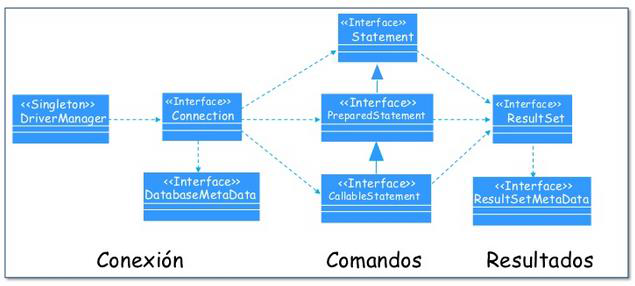 <<Interface>>
Statement
<<Singleton>>
DriverManager
<<Interface>>
Connection
<<Interface>>
PreparedStatement
<<Interface>>
ResultSet
<<Interface>>
DatabaseMetaData
<<Interface>>
CallableStatement
<<Interface>>
ResultSetMetaData
Conexión
Comandos
Resultados